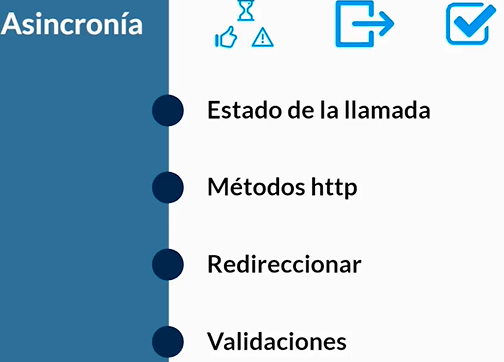 Asincronía
Estado de la llamada
Métodos http
Redireccionar
Validaciones